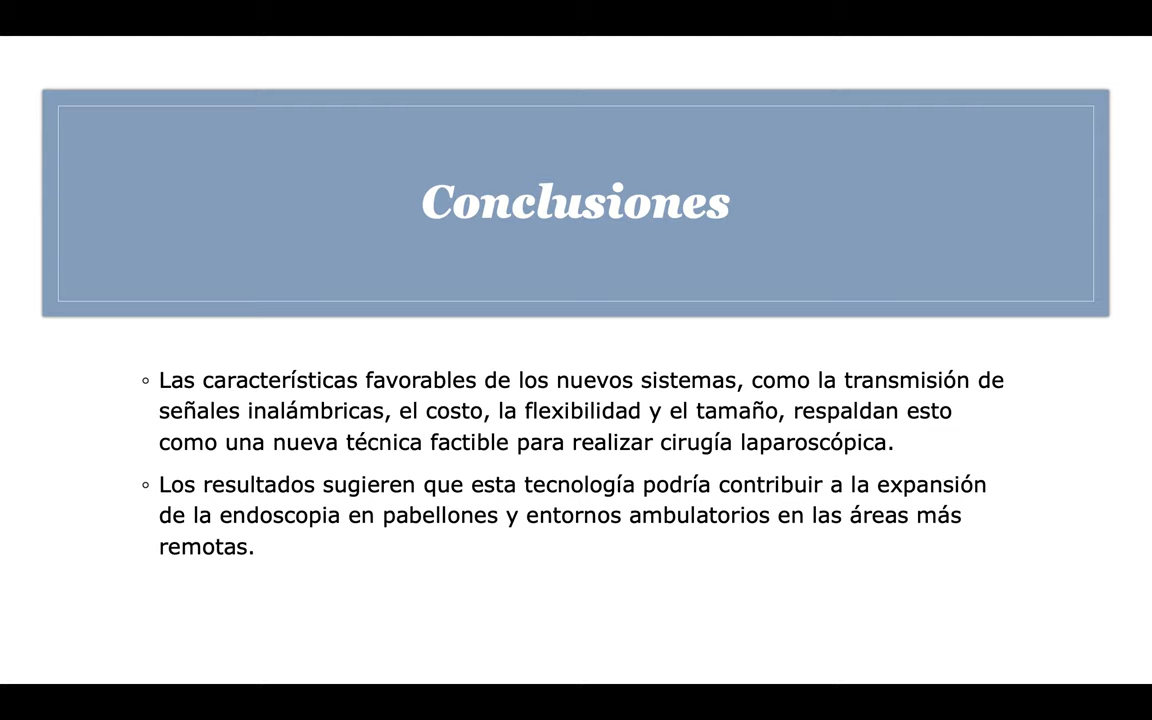 Conclusiones
◦ Las características favorables de los nuevos sistemas, como la transmisión de
señales inalámbricas, el costo, la flexibilidad y el tamaño, respaldan esto
como una nueva técnica factible para realizar cirugía laparoscópica.
◦ Los resultados sugieren que esta tecnología podría contribuir a la expansión
de la endoscopia en pabellones y entornos ambulatorios en las áreas más
remotas.